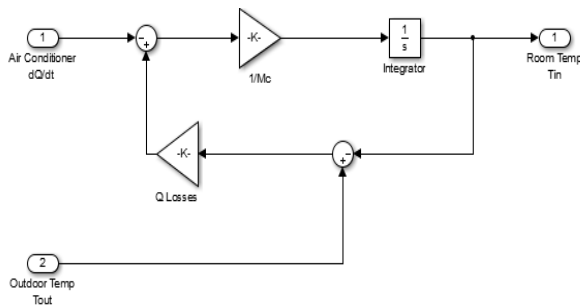 1
Air Conditioner
dQ/dt
-K-
1/Mc
1
s
Integrator
1
Room Temp
Tin
-K-
Q Losses
2
Outdoor Temp
Tout